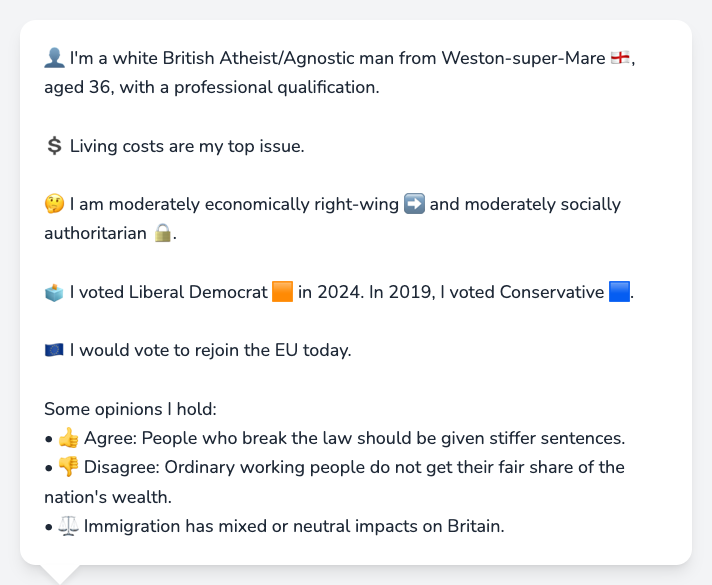 👤 I'm a white British Atheist/Agnostic man from Weston-super-Mare 🏴󠁧󠁢󠁥󠁮󠁧󠁿,
aged 36, with a professional qualification.
💲 Living costs are my top issue.
🤔 I am moderately economically right-wing ➡️ and moderately socially
authoritarian 🔒.
🗳️ I voted Liberal Democrat 🟧 in 2024. In 2019, I voted Conservative 🟦.
🇪🇺 I would vote to rejoin the EU today.
Some opinions I hold:
• 👍 Agree: People who break the law should be given stiffer sentences.
• 👎 Disagree: Ordinary working people do not get their fair share of the
nation's wealth.
• ⚖️ Immigration has mixed or neutral impacts on Britain.